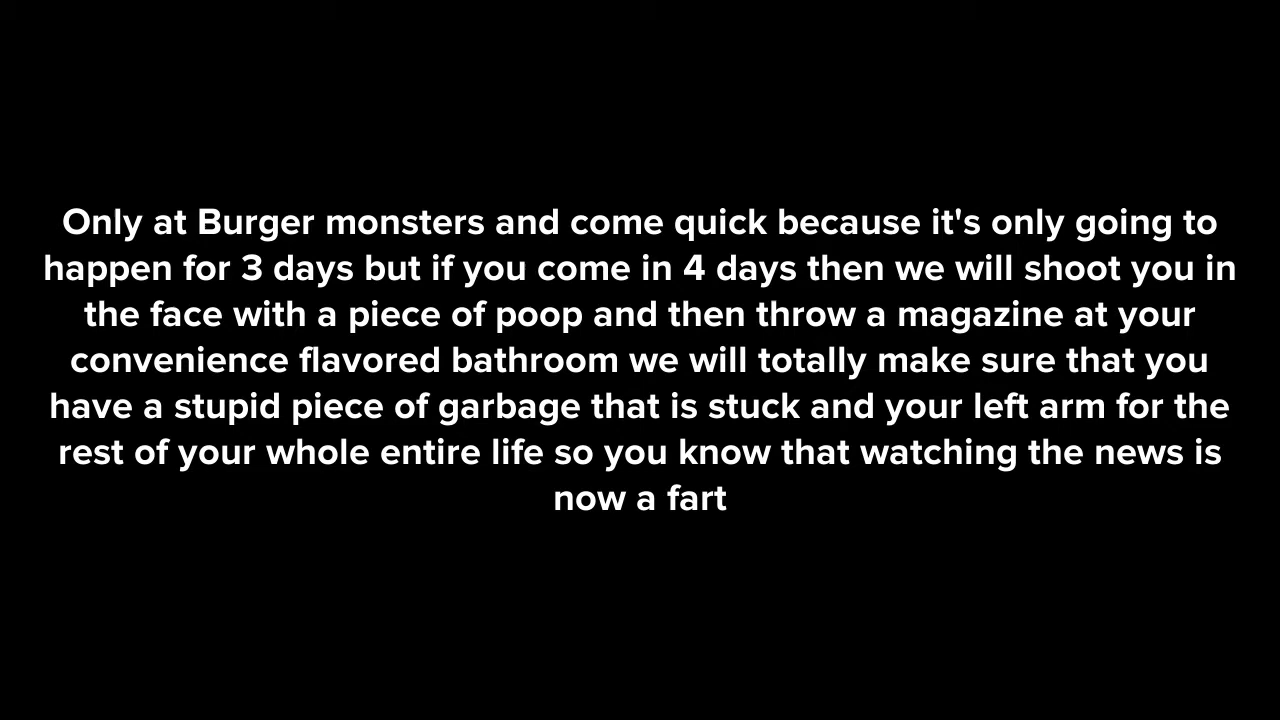 Only at Burger monsters and come quick because it's only going to
happen for 3 days but if you come in 4 days then we will shoot you in
the face with a piece of poop and then throw a magazine at your
convenience flavored bathroom we will totally make sure that you
have a stupid piece of garbage that is stuck and your left arm for the
rest of your whole entire life so you know that watching the news is
now a fart